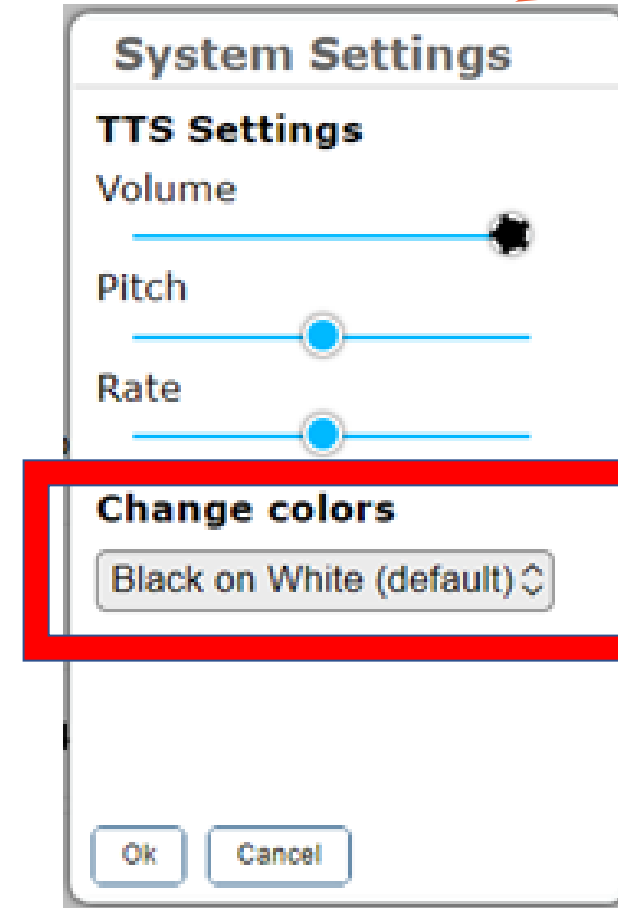 System Settings
TTS Settings
Volume
Pitch
Rate
Change colors
Black on White (default)
Ok Cancel